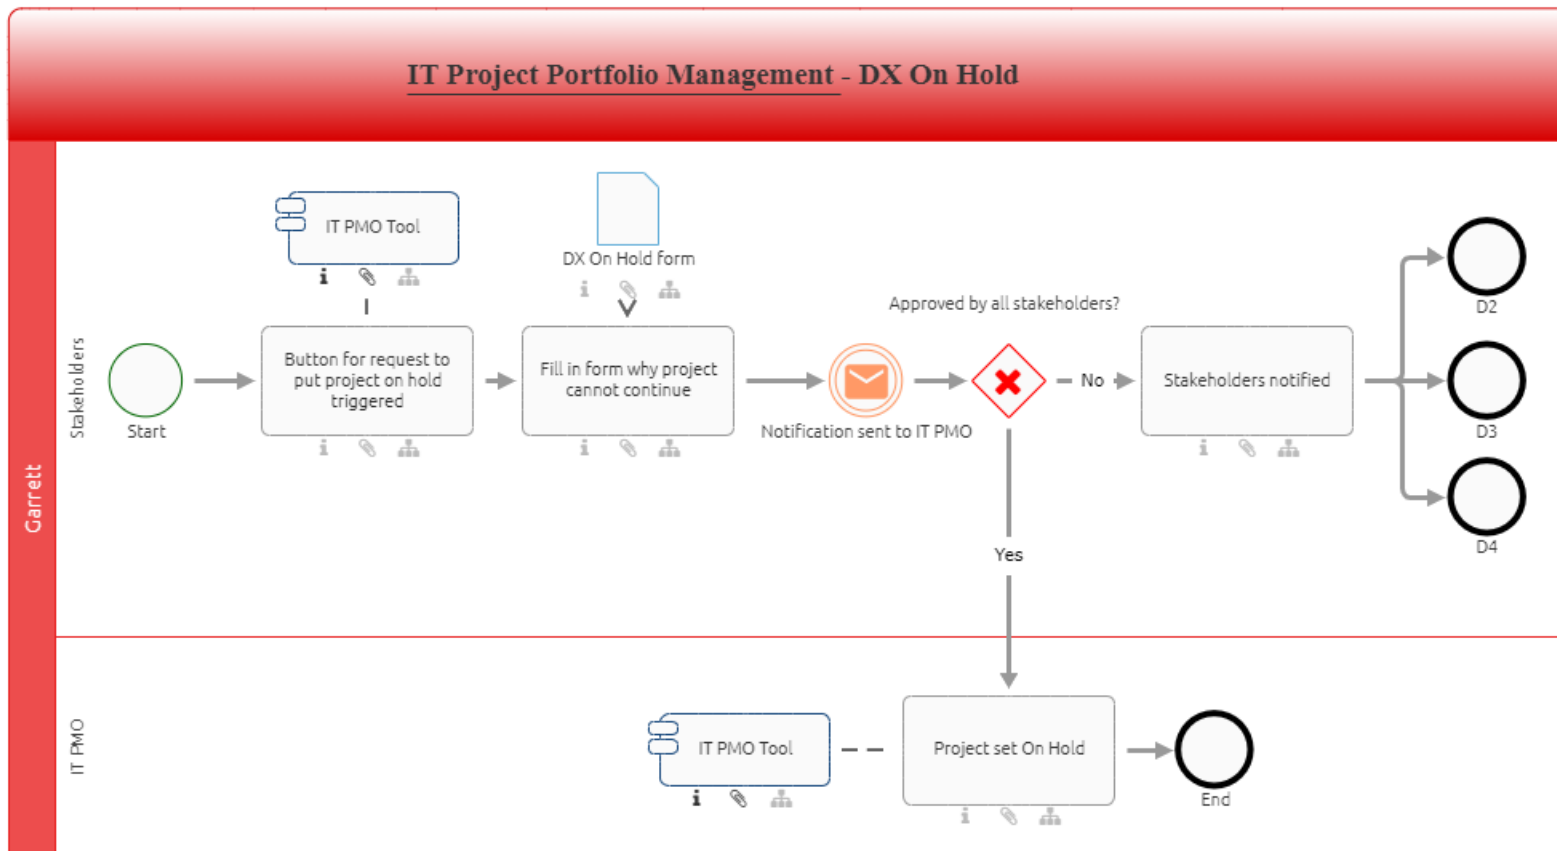 IT Project Portfolio Management - DX On Hold
Garrett
Stakeholders
IT PMO Tool
DX On Hold form
Approved by all stakeholders?
Start
Button for request to
put project on hold
triggered
Fill in form why project
cannot continue
Notification sent to IT PMO
No
Stakeholders notified
D2
D3
D4
Yes
IT PMO
IT PMO Tool
Project set On Hold
End